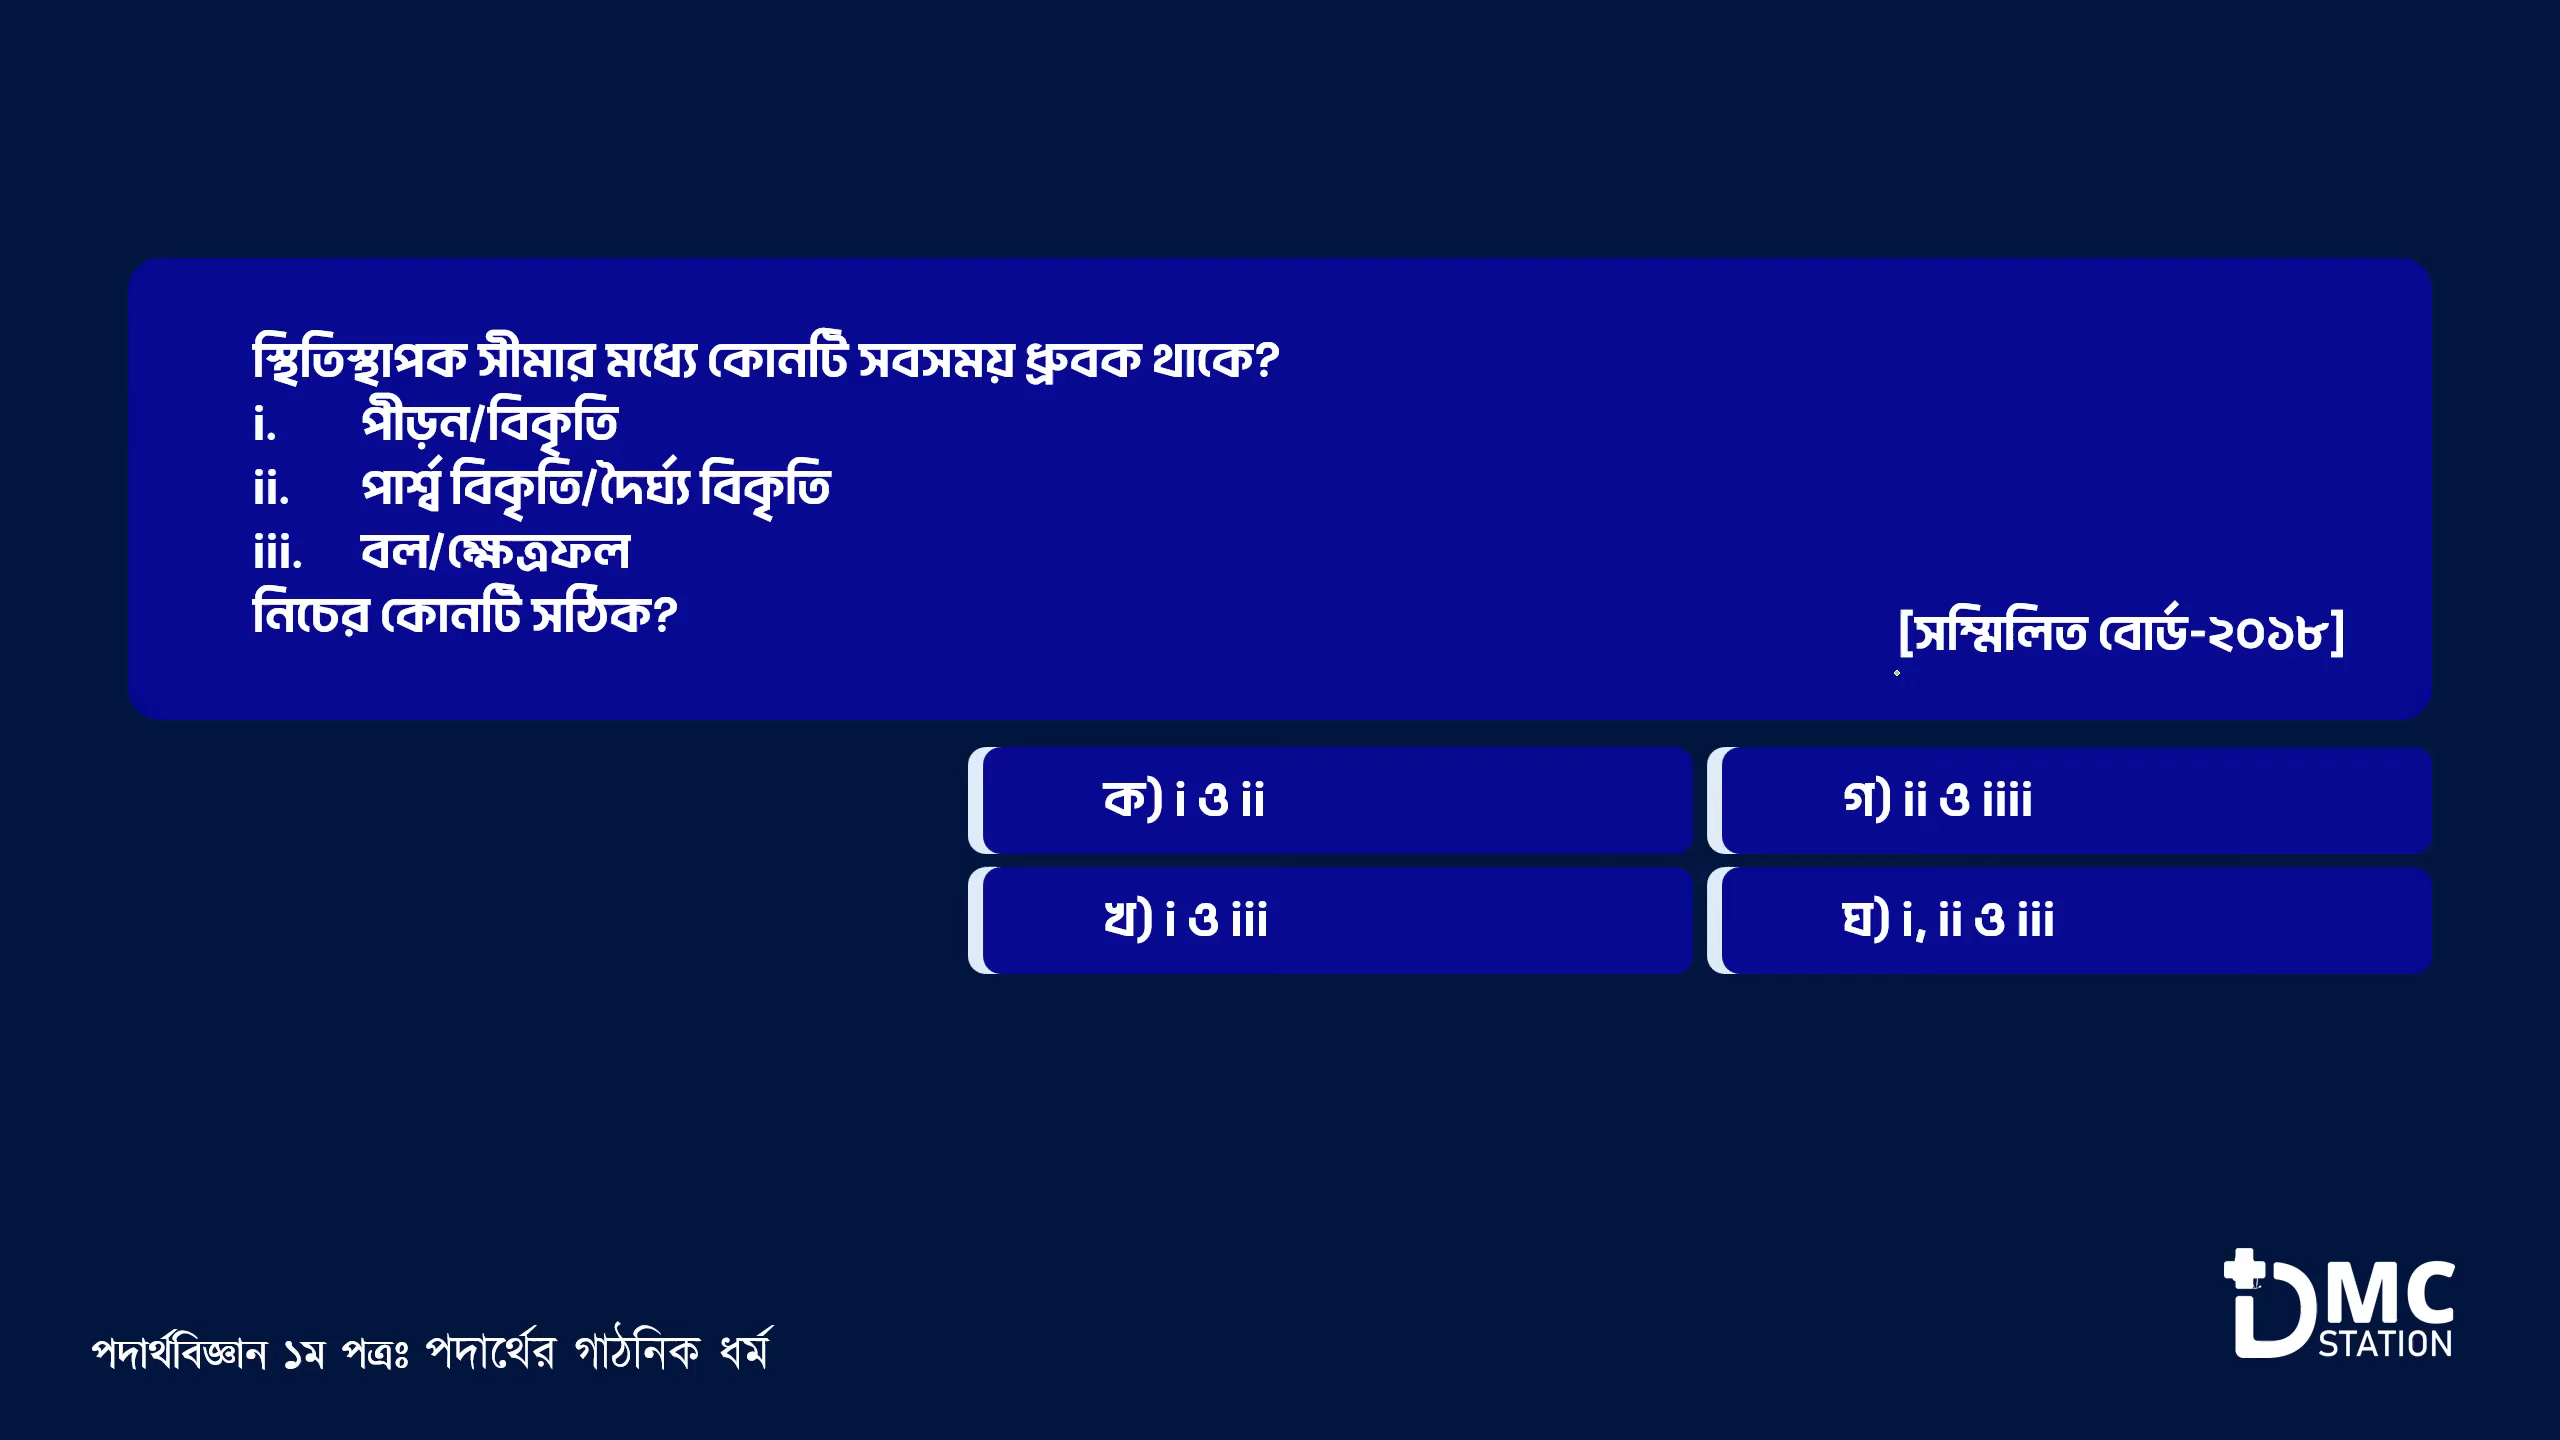 স্থিতিস্থাপক সীমার মধ্যে কোনটি সবসময় ধ্রুবক থাকে?
i. পীড়ন/বিকৃতি
ii. পার্শ্ব বিকৃতি/দৈর্ঘ্য বিকৃতি
iii. বল/ক্ষেত্রফল
নিচের কোনটি সঠিক?
[সম্মিলিত বোর্ড-২০১৮]
ক) i ও ii
গ) ii ও iiii
খ) i ও iii
ঘ) i, ii ও iii
পদার্থবিজ্ঞান ১ম পত্রঃ পদার্থের গাঠনিক ধর্ম
DMC
STATION